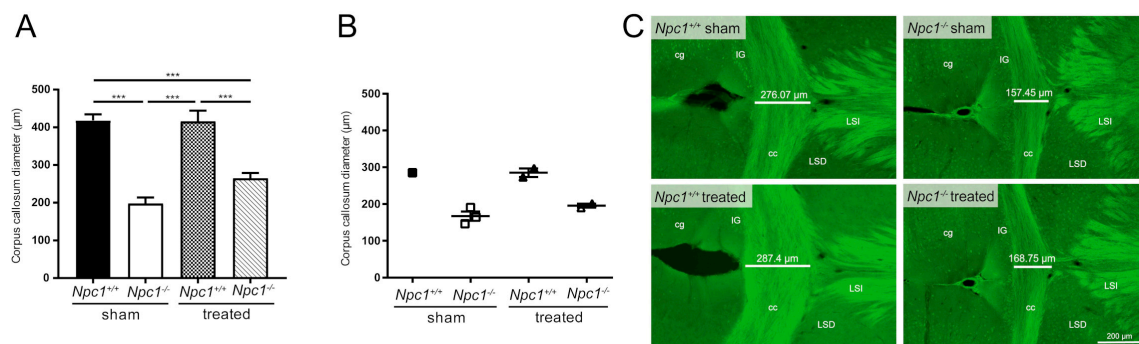 A
Corpus callosum diameter (µm)
500
400
300
200
100
0
***
*** *** ***
Npc1+/+ Npc1-/- Npc1+/+ Npc1-/-
sham treated
B
Corpus callosum diameter (µm)
500
400
300
200
100
0
Npc1+/+ Npc1-/- Npc1+/+ Npc1-/-
sham treated
C
Npc1+/+ sham
cg
IG
276.07 µm
LSI
cc
LSD
Npc1-/- sham
cg
IG
157.45 µm
LSI
cc
LSD
Npc1+/+ treated
cg
IG
287.4 µm
LSI
cc
LSD
Npc1-/- treated
cg
IG
168.75 µm
LSI
cc
LSD
200 µm